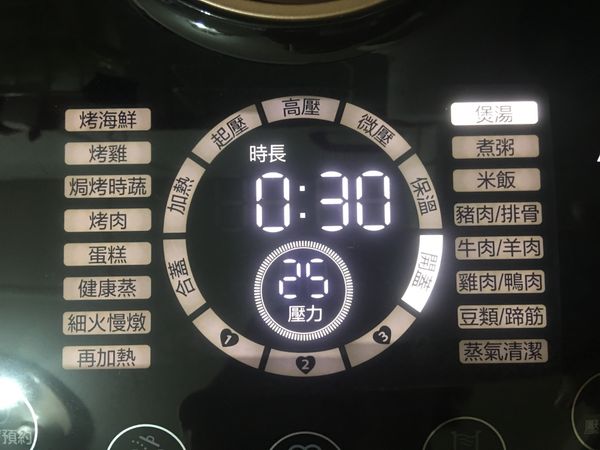 烤海鮮
烤雞
焗烤時蔬
烤肉
蛋糕
健康蒸
細火慢燉
再加熱
合蓋
加熱
起壓
高壓
微壓
保溫
開蓋
1
2
3
時長
0:30
25
壓力
煲湯
煮粥
米飯
豬肉/排骨
牛肉/羊肉
雞肉/鴨肉
豆類/蹄筋
蒸氣清潔
預約
壓